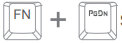 FN + PgDn